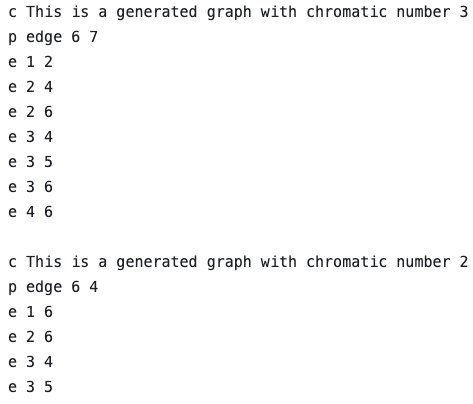 c This is a generated graph with chromatic number 3
p edge 6 7
e 1 2
e 2 4
e 2 6
e 3 4
e 3 5
e 3 6
e 4 6

c This is a generated graph with chromatic number 2
p edge 6 4
e 1 6
e 2 6
e 3 4
e 3 5